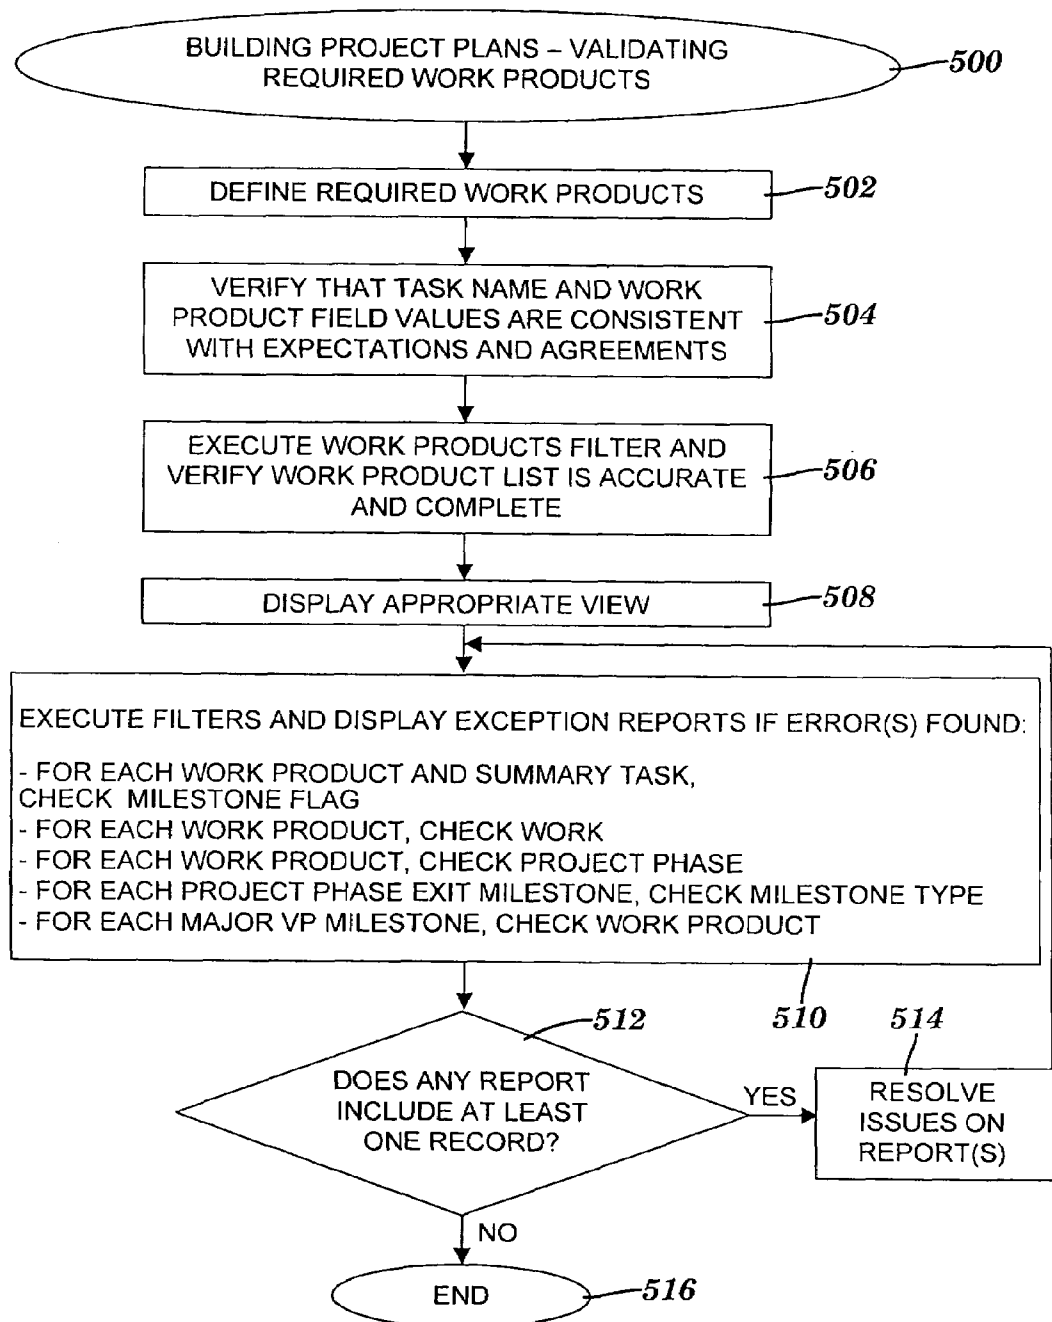 BUILDING PROJECT PLANS – VALIDATING
REQUIRED WORK PRODUCTS
500
DEFINE REQUIRED WORK PRODUCTS
502
VERIFY THAT TASK NAME AND WORK
PRODUCT FIELD VALUES ARE CONSISTENT
WITH EXPECTATIONS AND AGREEMENTS
504
EXECUTE WORK PRODUCTS FILTER AND
VERIFY WORK PRODUCT LIST IS ACCURATE
AND COMPLETE
506
DISPLAY APPROPRIATE VIEW
508
EXECUTE FILTERS AND DISPLAY EXCEPTION REPORTS IF ERROR(S) FOUND:
- FOR EACH WORK PRODUCT AND SUMMARY TASK,
CHECK MILESTONE FLAG
- FOR EACH WORK PRODUCT, CHECK WORK
- FOR EACH WORK PRODUCT, CHECK PROJECT PHASE
- FOR EACH PROJECT PHASE EXIT MILESTONE, CHECK MILESTONE TYPE
- FOR EACH MAJOR VP MILESTONE, CHECK WORK PRODUCT
510
512
DOES ANY REPORT
INCLUDE AT LEAST
ONE RECORD?
YES
514
RESOLVE
ISSUES ON
REPORT(S)
NO
END
516